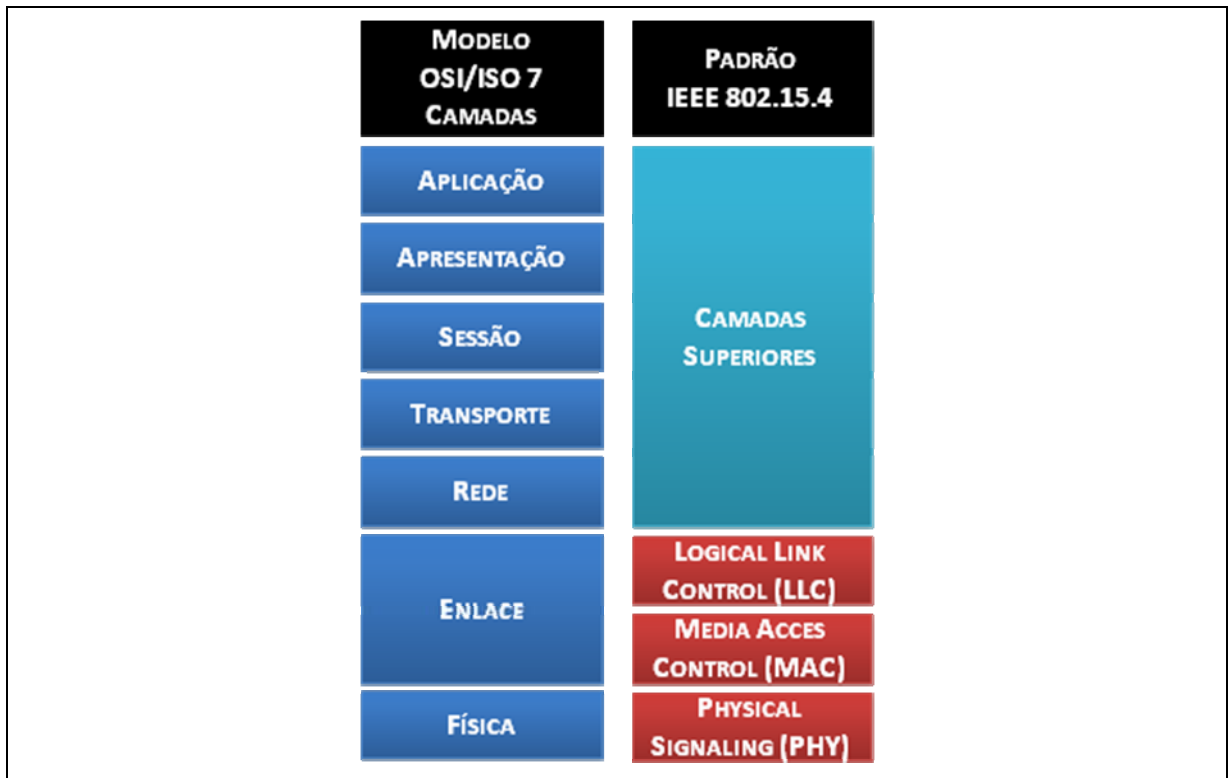 MODELO
OSI/ISO 7
CAMADAS
APLICAÇÃO
APRESENTAÇÃO
SESSÃO
TRANSPORTE
REDE
ENLACE
FÍSICA
PADRÃO
IEEE 802.15.4
CAMADAS
SUPERIORES
LOGICAL LINK
CONTROL (LLC)
MEDIA ACCES
CONTROL (MAC)
PHYSICAL
SIGNALING (PHY)